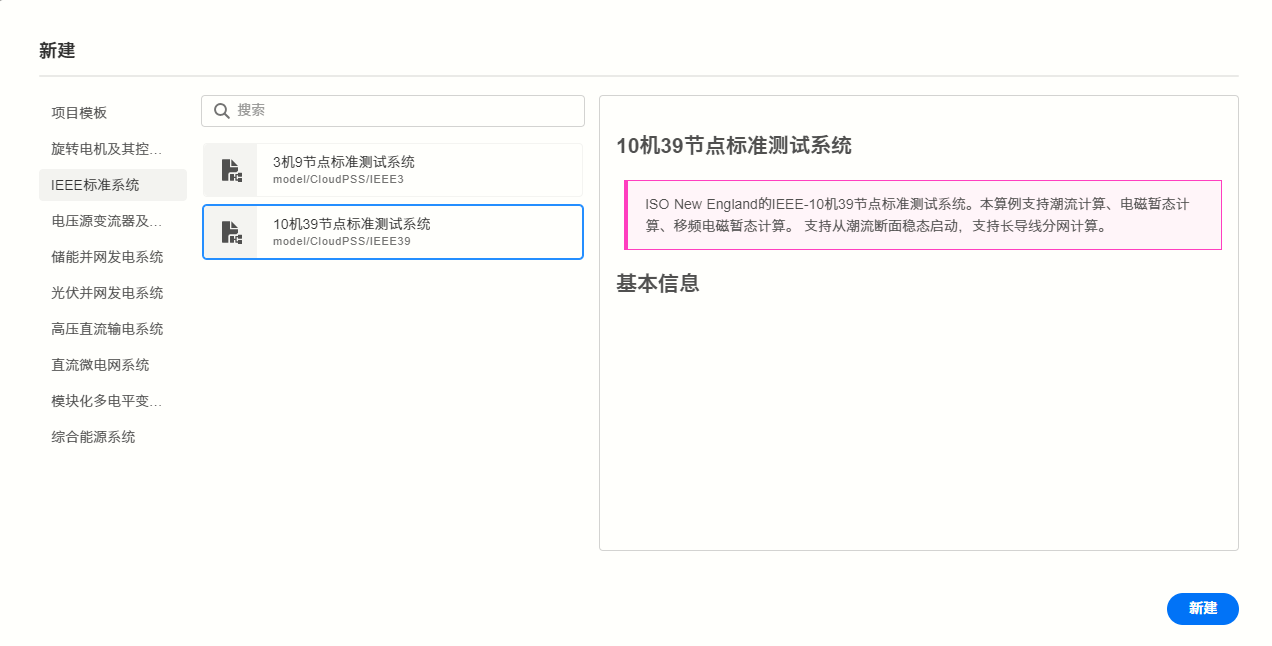 新建
项目模板
旋转电机及其控...
IEEE标准系统
电压源变流器及...
储能并网发电系统
光伏并网发电系统
高压直流输电系统
直流微电网系统
模块化多电平变...
综合能源系统
搜索
3机9节点标准测试系统
model/CloudPSS/IEEE3
10机39节点标准测试系统
model/CloudPSS/IEEE39
10机39节点标准测试系统
ISO New England的IEEE-10机39节点标准测试系统。本算例支持潮流计算、电磁暂态计
算、移频电磁暂态计算。 支持从潮流断面稳态启动，支持长导线分网计算。
基本信息
新建